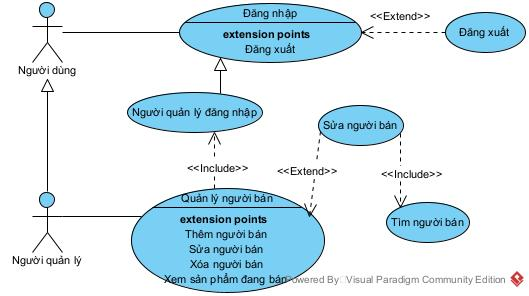 Đăng nhập
<<Extend>>
extension points
Đăng xuất
Đăng xuất
Người dùng
Người quản lý đăng nhập
Sửa người bán
<<Include>>
<<Extend>>
<<Include>>
Quản lý người bán
extension points
Thêm người bán
Sửa người bán
Xóa người bán
Xem sản phẩm đang bán
Tìm người bán
Người quản lý
Powered By Visual Paradigm Community Edition